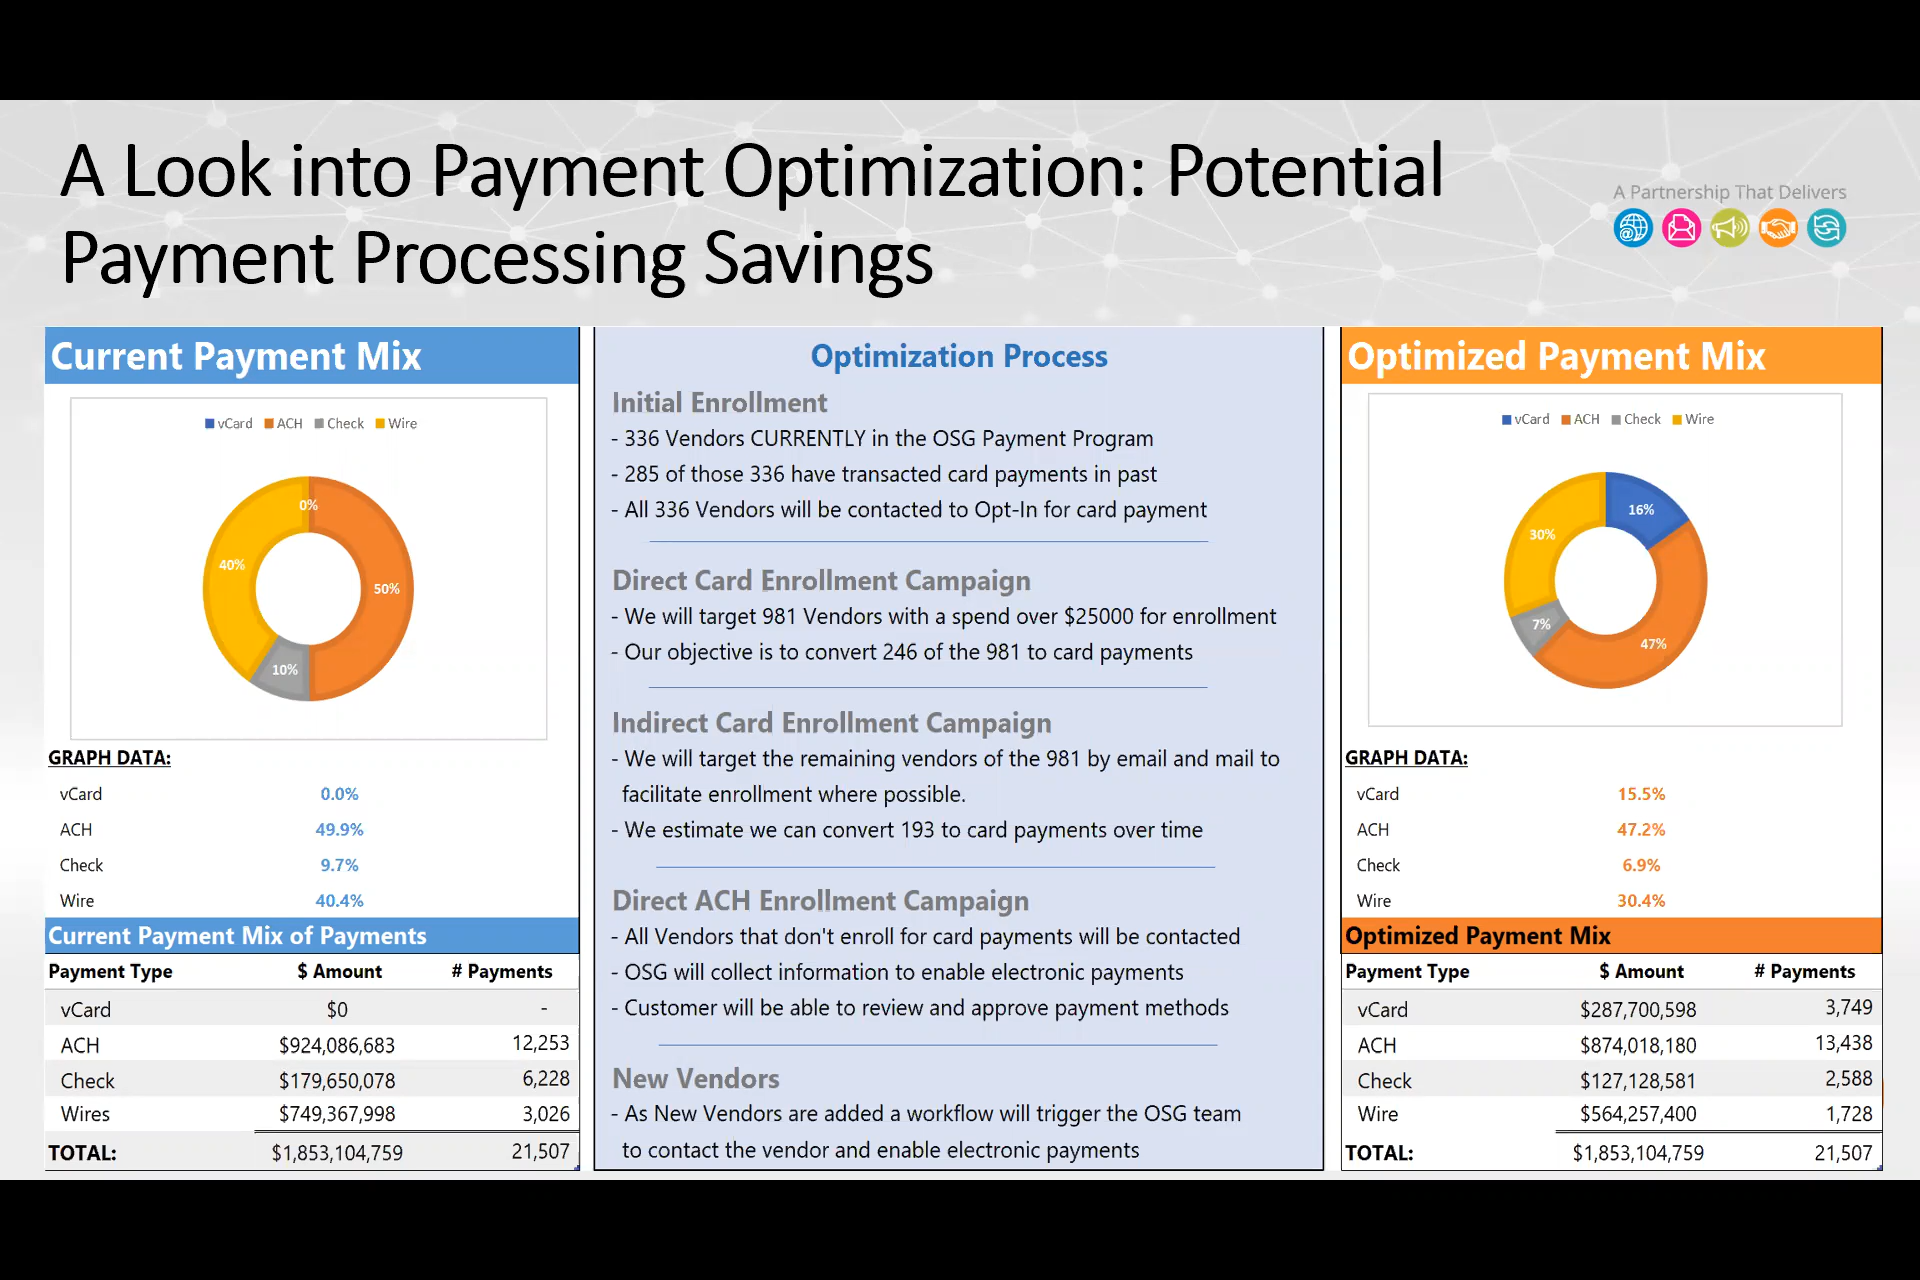 A Look into Payment Optimization: Potential
Payment Processing Savings
A Partnership That Delivers
Current Payment Mix
vCard ACH Check Wire
0%
40%
50%
10%
GRAPH DATA:
vCard 0.0%
ACH 49.9%
Check 9.7%
Wire 40.4%
Current Payment Mix of Payments
Payment Type $ Amount # Payments
vCard $0 -
ACH $924,086,683 12,253
Check $179,650,078 6,228
Wires $749,367,998 3,026
TOTAL: $1,853,104,759 21,507
Optimization Process
Initial Enrollment
- 336 Vendors CURRENTLY in the OSG Payment Program
- 285 of those 336 have transacted card payments in past
- All 336 Vendors will be contacted to Opt-In for card payment
Direct Card Enrollment Campaign
- We will target 981 Vendors with a spend over $25000 for enrollment
- Our objective is to convert 246 of the 981 to card payments
Indirect Card Enrollment Campaign
- We will target the remaining vendors of the 981 by email and mail to
facilitate enrollment where possible.
- We estimate we can convert 193 to card payments over time
Direct ACH Enrollment Campaign
- All Vendors that don't enroll for card payments will be contacted
- OSG will collect information to enable electronic payments
- Customer will be able to review and approve payment methods
New Vendors
- As New Vendors are added a workflow will trigger the OSG team
to contact the vendor and enable electronic payments
Optimized Payment Mix
vCard ACH Check Wire
16%
30%
7%
47%
GRAPH DATA:
vCard 15.5%
ACH 47.2%
Check 6.9%
Wire 30.4%
Optimized Payment Mix
Payment Type $ Amount # Payments
vCard $287,700,598 3,749
ACH $874,018,180 13,438
Check $127,128,581 2,588
Wire $564,257,400 1,728
TOTAL: $1,853,104,759 21,507